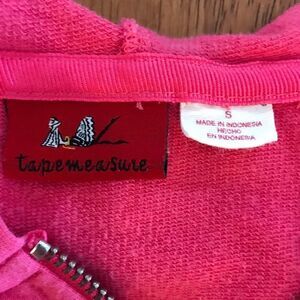 tapemeasure
S
MADE IN INDONESIA
HECHO
EN INDONESIA